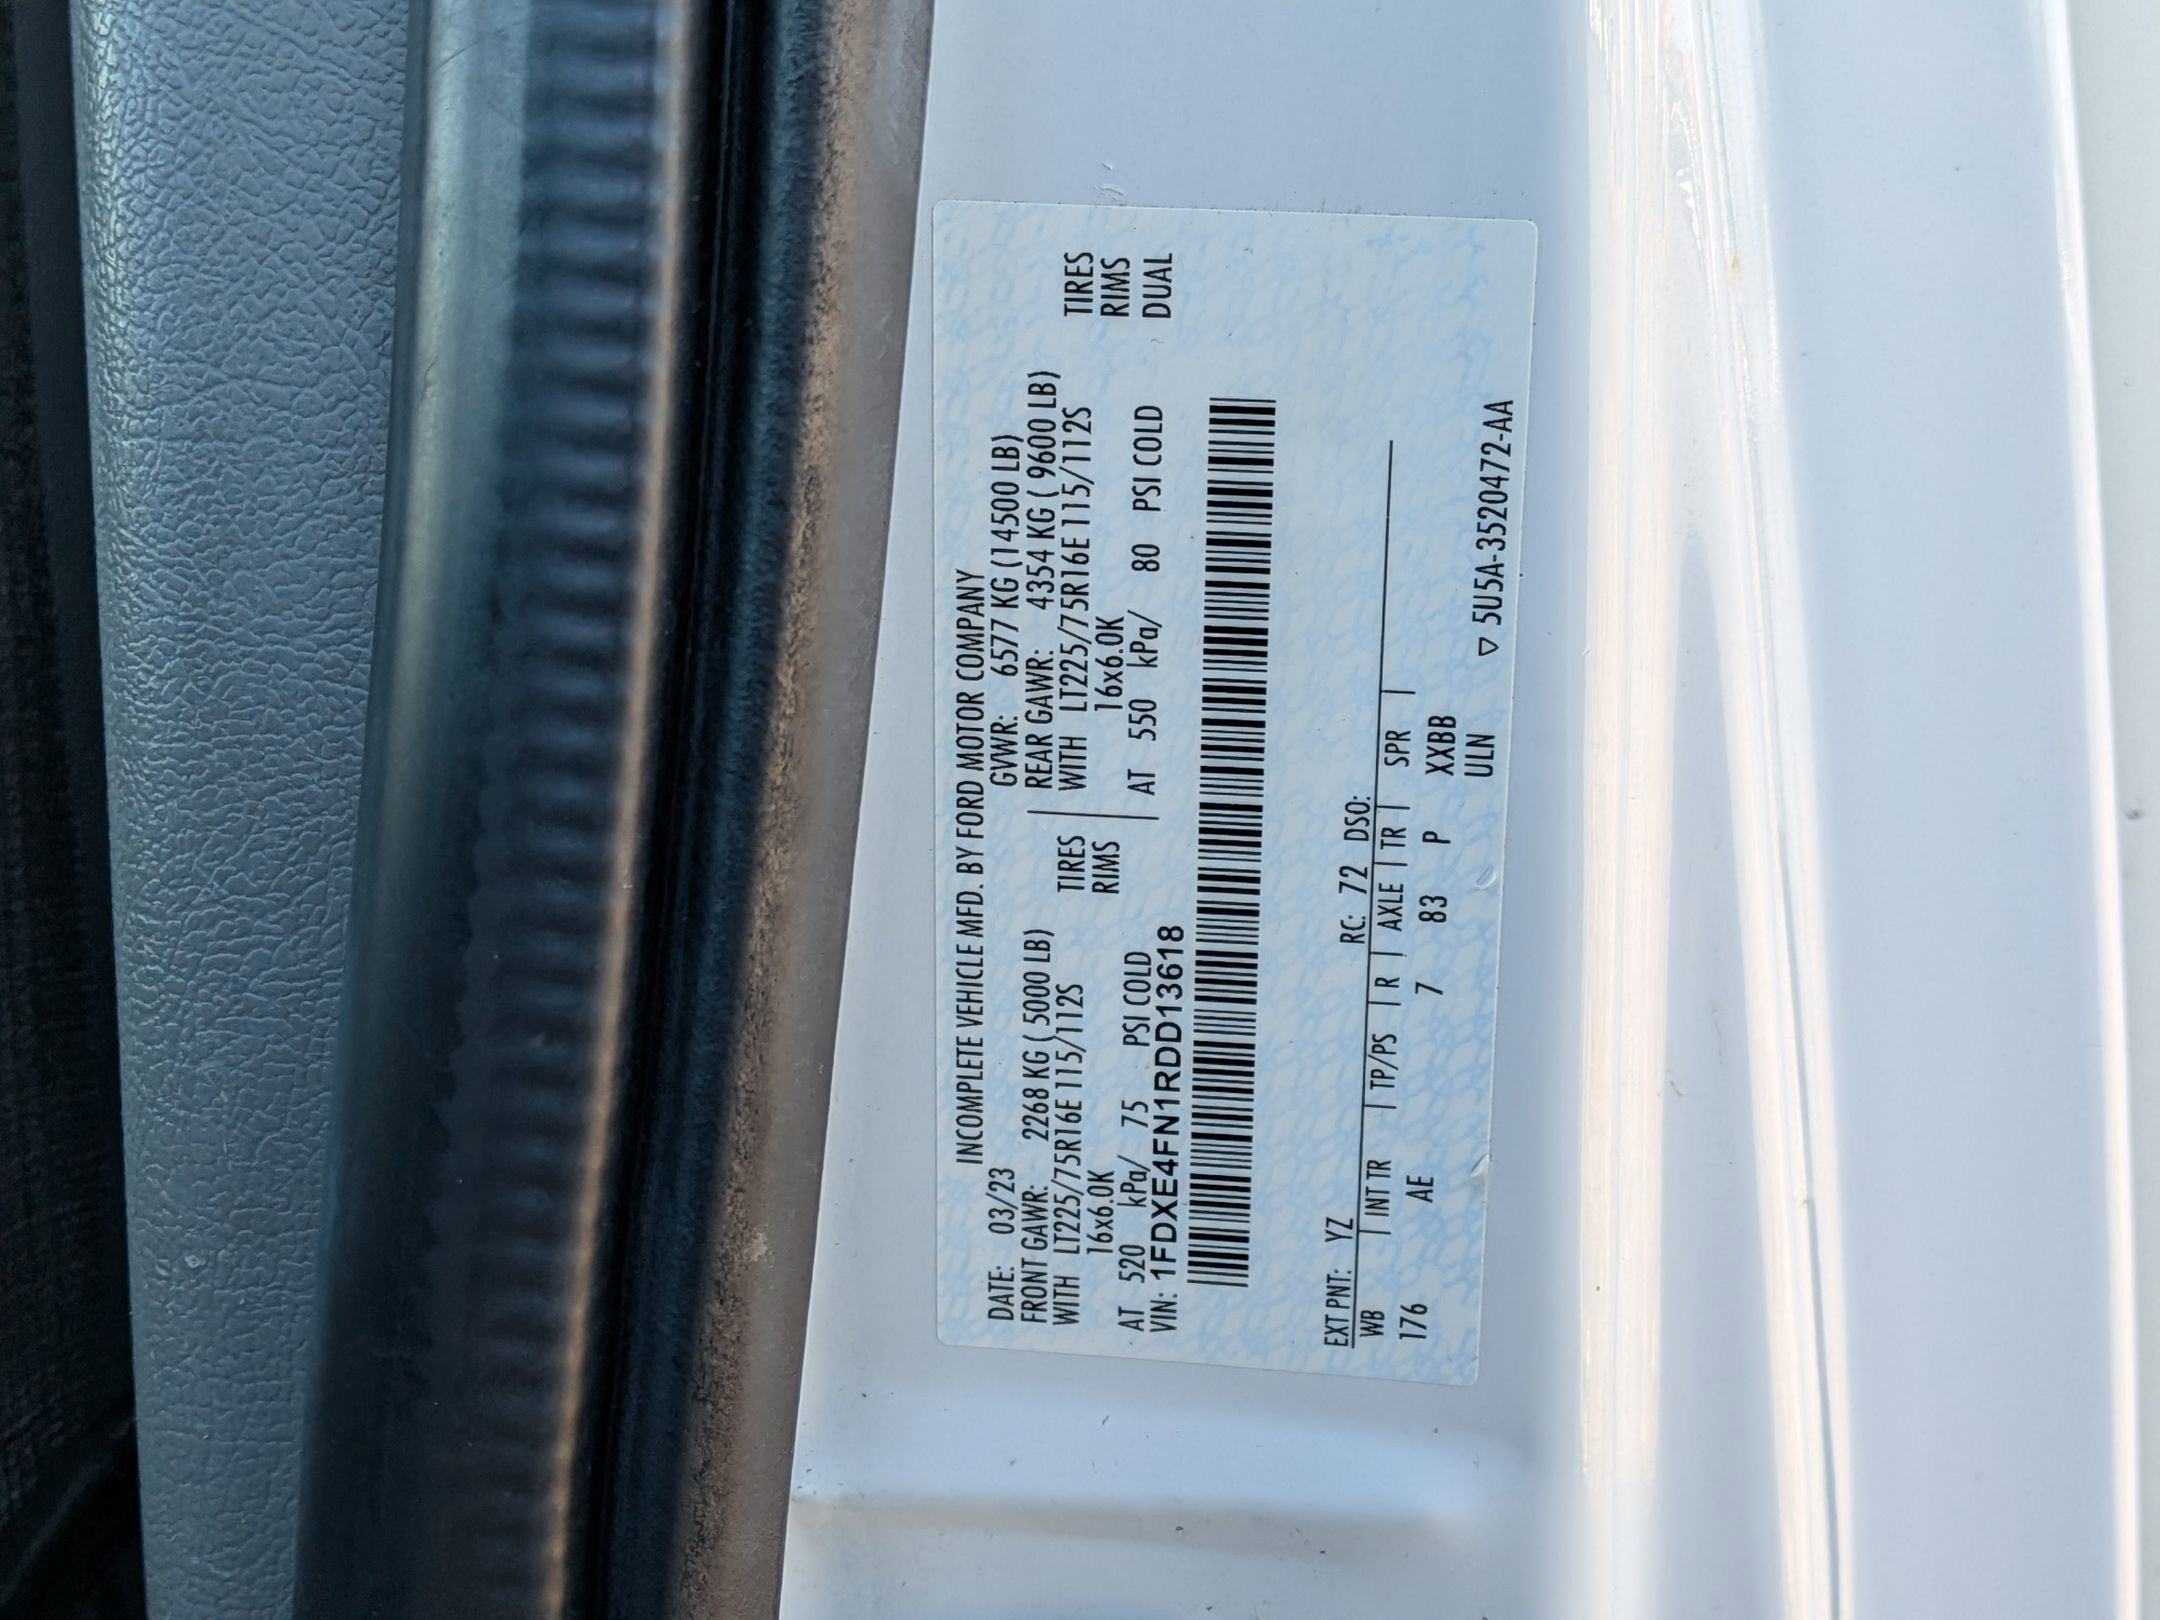 INCOMPLETE VEHICLE MFD. BY FORD MOTOR COMPANY
DATE: 03/23 GVWR: 6577 KG (14500 LB)
FRONT GAWR: 2268 KG ( 5000 LB) REAR GAWR: 4354 KG ( 9600 LB)
WITH LT225/75R16E 115/112S TIRES WITH LT225/75R16E 115/112S TIRES
16x6.0K RIMS 16x6.0K RIMS
AT 520 kPa/ 75 PSI COLD AT 550 kPa/ 80 PSI COLD DUAL
VIN: 1FDXE4FN1RDD13618
EXT PNT: YZ RC: 72 DSO:
WB INT TR TP/PS R AXLE TR SPR
176 AE 7 83 P XXBB
ULN
▽ 5U5A-3520472-AA